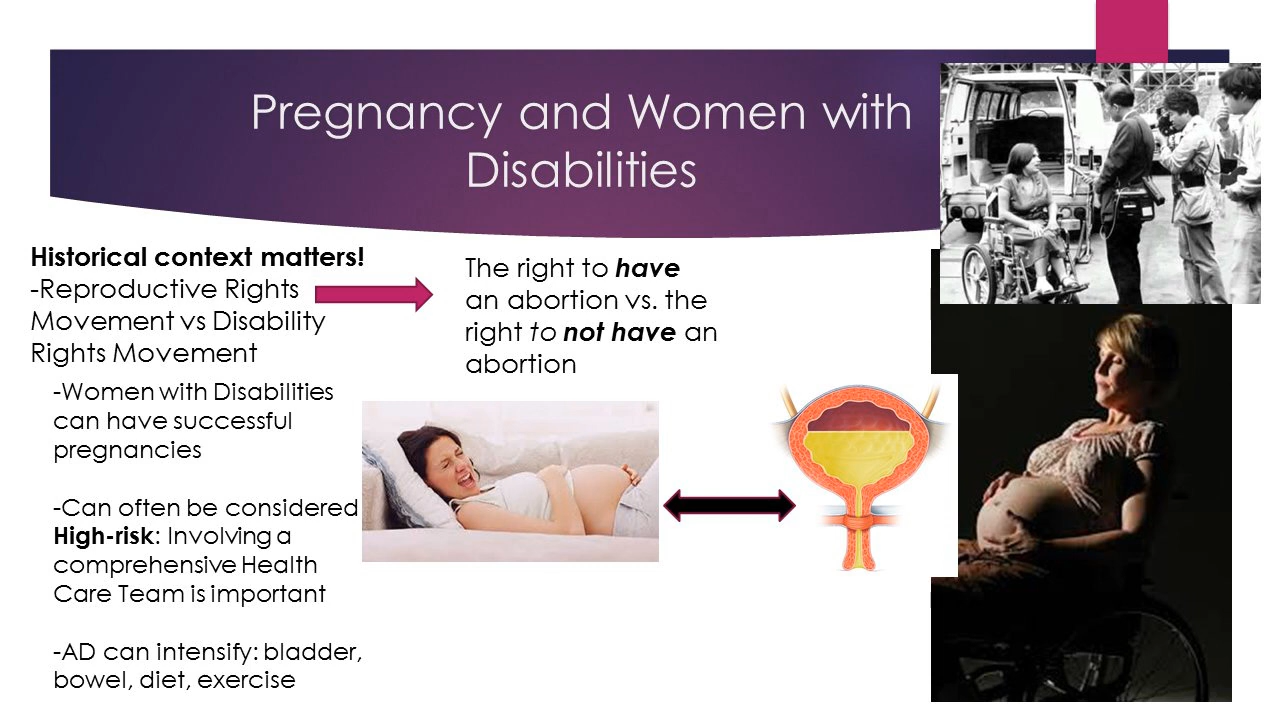 Pregnancy and Women with
Disabilities
Historical context matters!
-Reproductive Rights
Movement vs Disability
Rights Movement
The right to have
an abortion vs. the
right to not have an
abortion
-Women with Disabilities
can have successful
pregnancies
-Can often be considered
High-risk: Involving a
comprehensive Health
Care Team is important
-AD can intensify: bladder,
bowel, diet, exercise